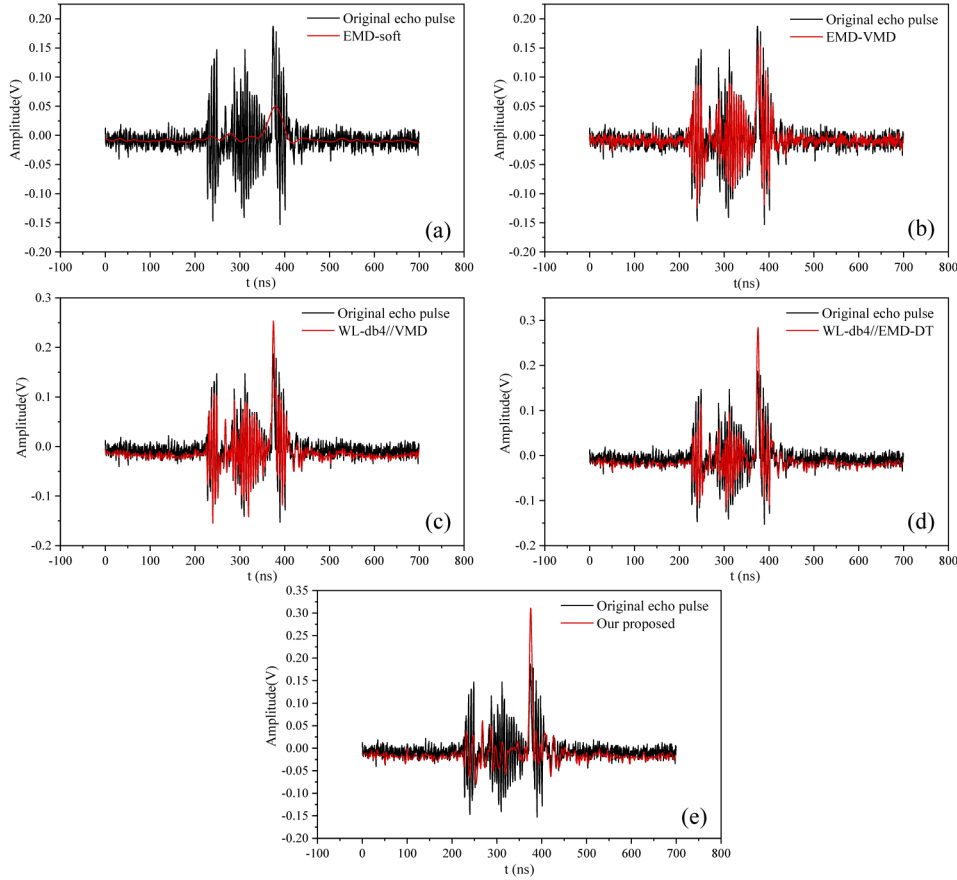 Original echo pulse
EMD-soft
Amplitude(V)
0.20
0.15
0.10
0.05
0.00
-0.05
-0.10
-0.15
-0.20
(a)
-100 0 100 200 300 400 500 600 700 800
t (ns)
Original echo pulse
EMD-VMD
Amplitude(V)
0.20
0.15
0.10
0.05
0.00
-0.05
-0.10
-0.15
-0.20
(b)
-100 0 100 200 300 400 500 600 700 800
t(ns)
Original echo pulse
WL-db4//VMD
Amplitude(V)
0.3
0.2
0.1
0.0
-0.1
-0.2
(c)
-100 0 100 200 300 400 500 600 700 800
t (ns)
Original echo pulse
WL-db4//EMD-DT
Amplitude(V)
0.3
0.2
0.1
0.0
-0.1
-0.2
(d)
-100 0 100 200 300 400 500 600 700 800
t (ns)
Original echo pulse
Our proposed
Amplitude(V)
0.35
0.30
0.25
0.20
0.15
0.10
0.05
0.00
-0.05
-0.10
-0.15
-0.20
(e)
-100 0 100 200 300 400 500 600 700 800
t (ns)